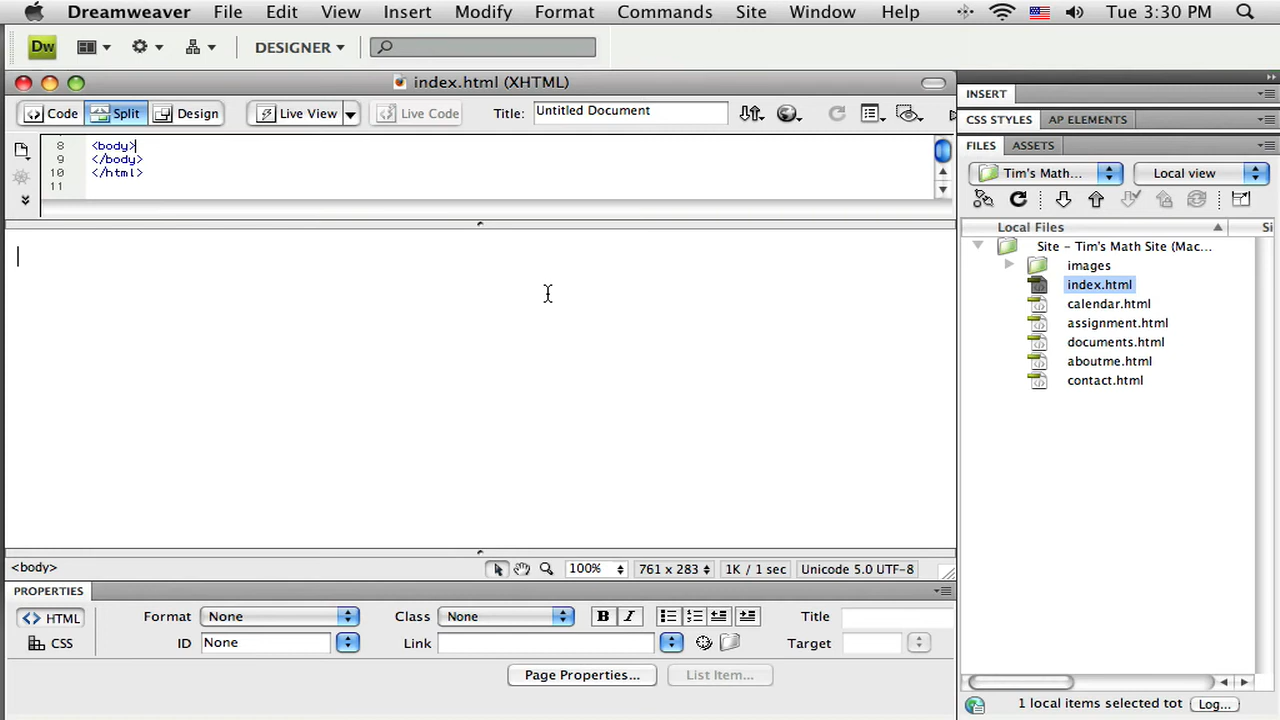 Dreamweaver File Edit View Insert Modify Format Commands Site Window Help Tue 3:30 PM
Dw DESIGNER
index.html (XHTML)
Code Split Design Live View Live Code Title: Untitled Document
8 <body>
9 </body>
10 </html>
11
<body> 100% 761 x 283 1K / 1 sec Unicode 5.0 UTF-8
PROPERTIES
<> HTML Format None Class None B I Title
CSS ID None Link Target
Page Properties... List Item...
INSERT
CSS STYLES AP ELEMENTS
FILES ASSETS
Tim's Math... Local view
Local Files Si
Site – Tim's Math Site (Mac...
images
index.html
calendar.html
assignment.html
documents.html
aboutme.html
contact.html
1 local items selected tot Log...